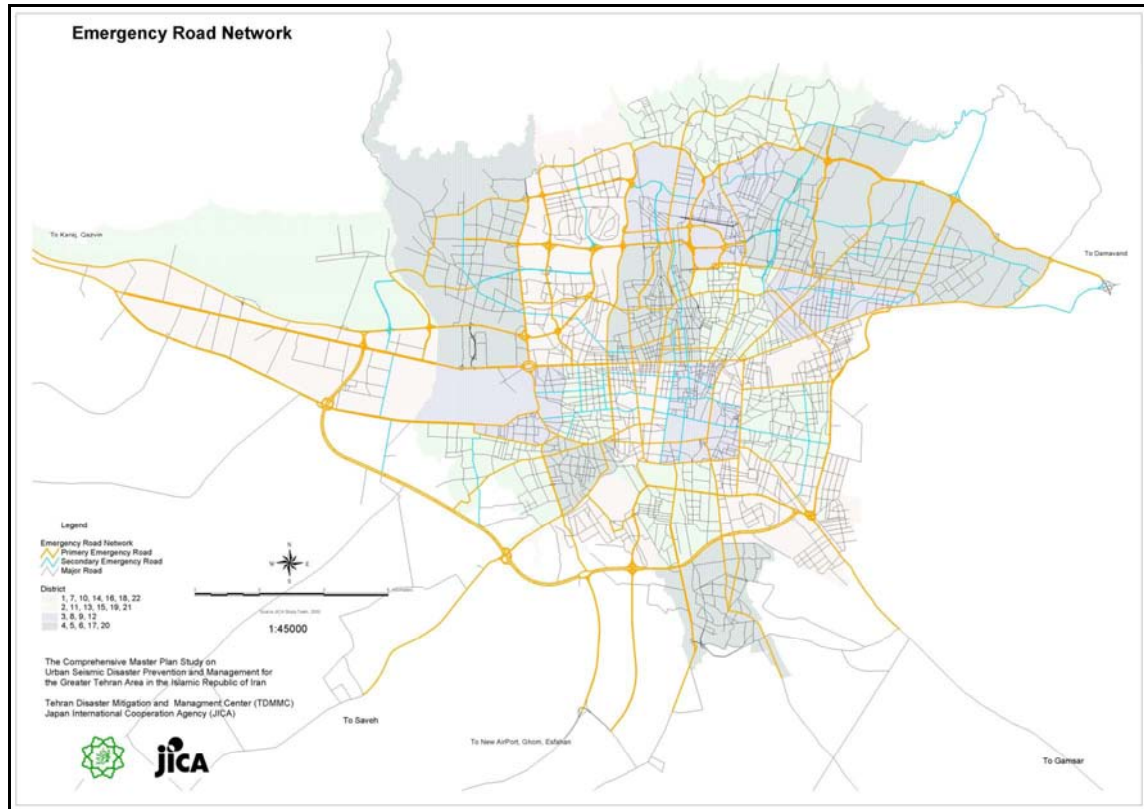 Emergency Road Network
To Karaj, Qazvin
To Damavand
Legend
Emergency Road Network
Primery Emergency Road
Secondary Emergency Road
Major Road
District
1, 7, 10, 14, 16, 18, 22
2, 11, 13, 15, 19, 21
3, 8, 9, 12
4, 5, 6, 17, 20
N
W E
S
1:45000
The Comprehensive Master Plan Study on
Urban Seismic Disaster Prevention and Management for
the Greater Tehran Area in the Islamic Republic of Iran
Tehran Disaster Mitigation and Managment Center (TDMMC)
Japan International Cooperation Agency (JICA)
To Saveh
To New AirPort, Ghom, Esfahan
To Gamsar
JICA